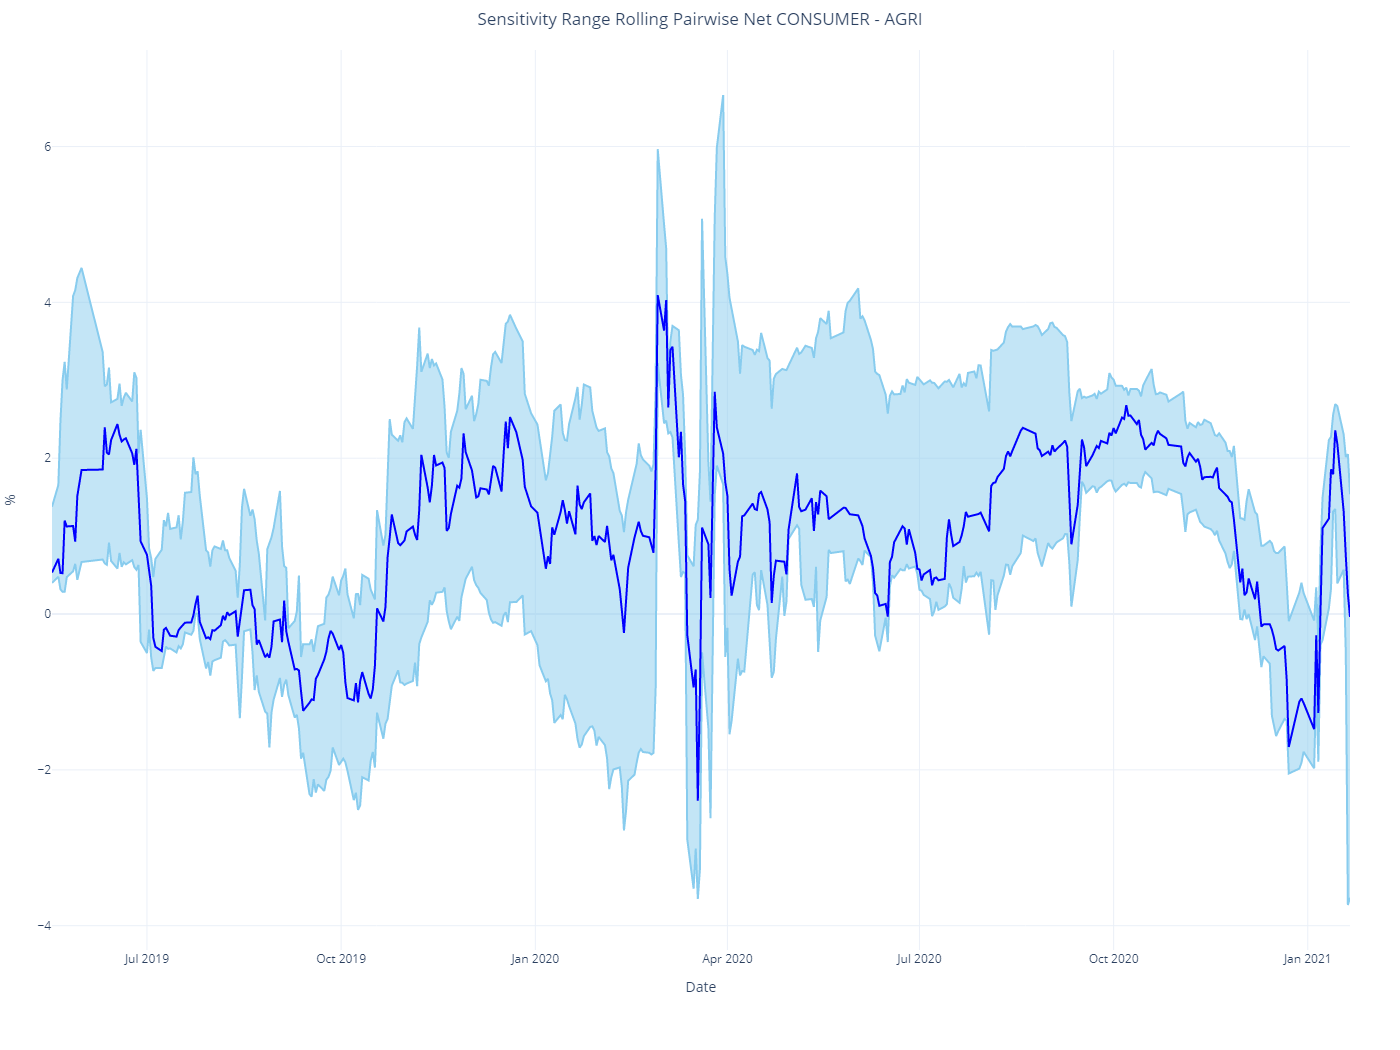 Sensitivity Range Rolling Pairwise Net CONSUMER - AGRI
6
4
2
0
−2
−4
%
Jul 2019
Oct 2019
Jan 2020
Apr 2020
Jul 2020
Oct 2020
Jan 2021
Date